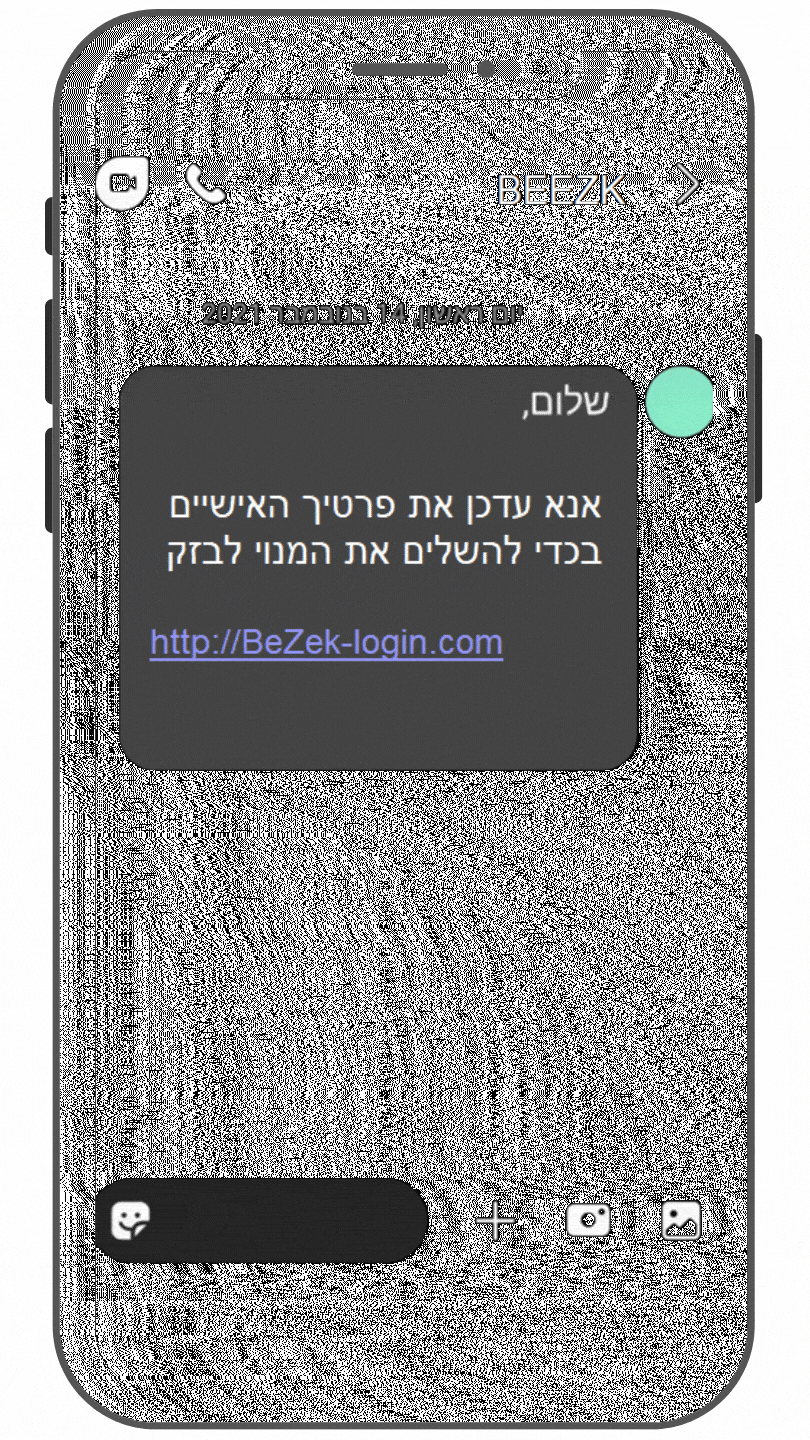 BEEZK
יום ראשון, 14 בנובמבר 2021
שלום,
אנא עדכן את פרטיך האישיים
בכדי להשלים את המנוי לבזק
http://BeZek-login.com